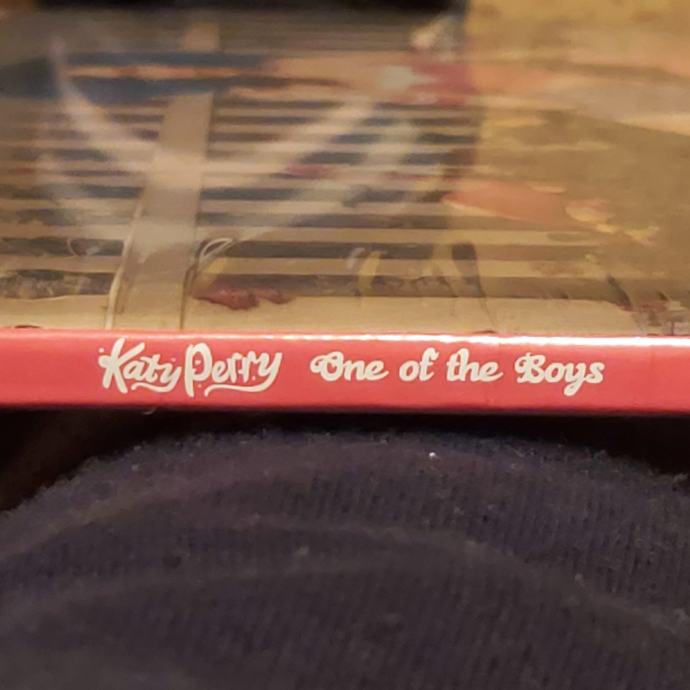 Katy Perry One of the Boys